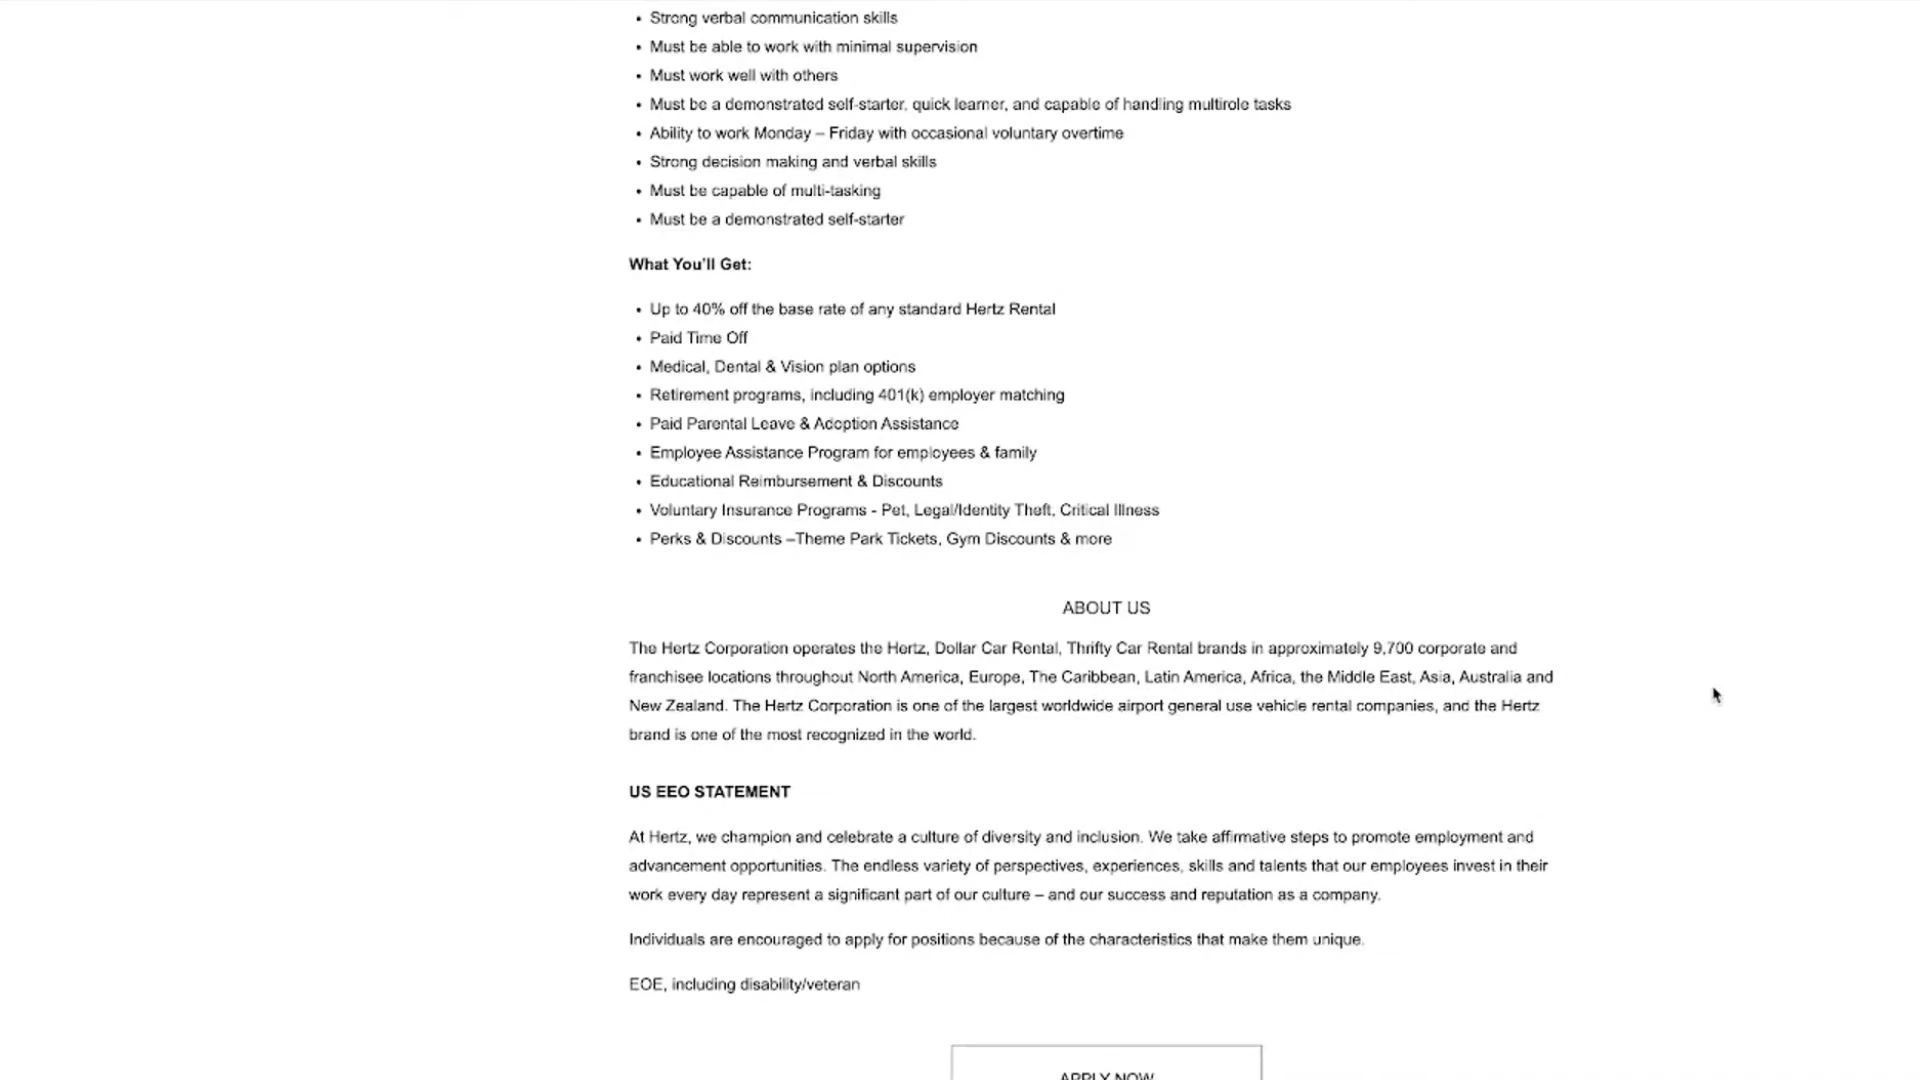 • Strong verbal communication skills
• Must be able to work with minimal supervision
• Must work well with others
• Must be a demonstrated self-starter, quick learner, and capable of handling multirole tasks
• Ability to work Monday – Friday with occasional voluntary overtime
• Strong decision making and verbal skills
• Must be capable of multi-tasking
• Must be a demonstrated self-starter
What You'll Get:
• Up to 40% off the base rate of any standard Hertz Rental
• Paid Time Off
• Medical, Dental & Vision plan options
• Retirement programs, including 401(k) employer matching
• Paid Parental Leave & Adoption Assistance
• Employee Assistance Program for employees & family
• Educational Reimbursement & Discounts
• Voluntary Insurance Programs - Pet, Legal/Identity Theft, Critical Illness
• Perks & Discounts –Theme Park Tickets, Gym Discounts & more
ABOUT US
The Hertz Corporation operates the Hertz, Dollar Car Rental, Thrifty Car Rental brands in approximately 9,700 corporate and
franchisee locations throughout North America, Europe, The Caribbean, Latin America, Africa, the Middle East, Asia, Australia and
New Zealand. The Hertz Corporation is one of the largest worldwide airport general use vehicle rental companies, and the Hertz
brand is one of the most recognized in the world.
US EEO STATEMENT
At Hertz, we champion and celebrate a culture of diversity and inclusion. We take affirmative steps to promote employment and
advancement opportunities. The endless variety of perspectives, experiences, skills and talents that our employees invest in their
work every day represent a significant part of our culture – and our success and reputation as a company.
Individuals are encouraged to apply for positions because of the characteristics that make them unique.
EOE, including disability/veteran
APPLY NOW